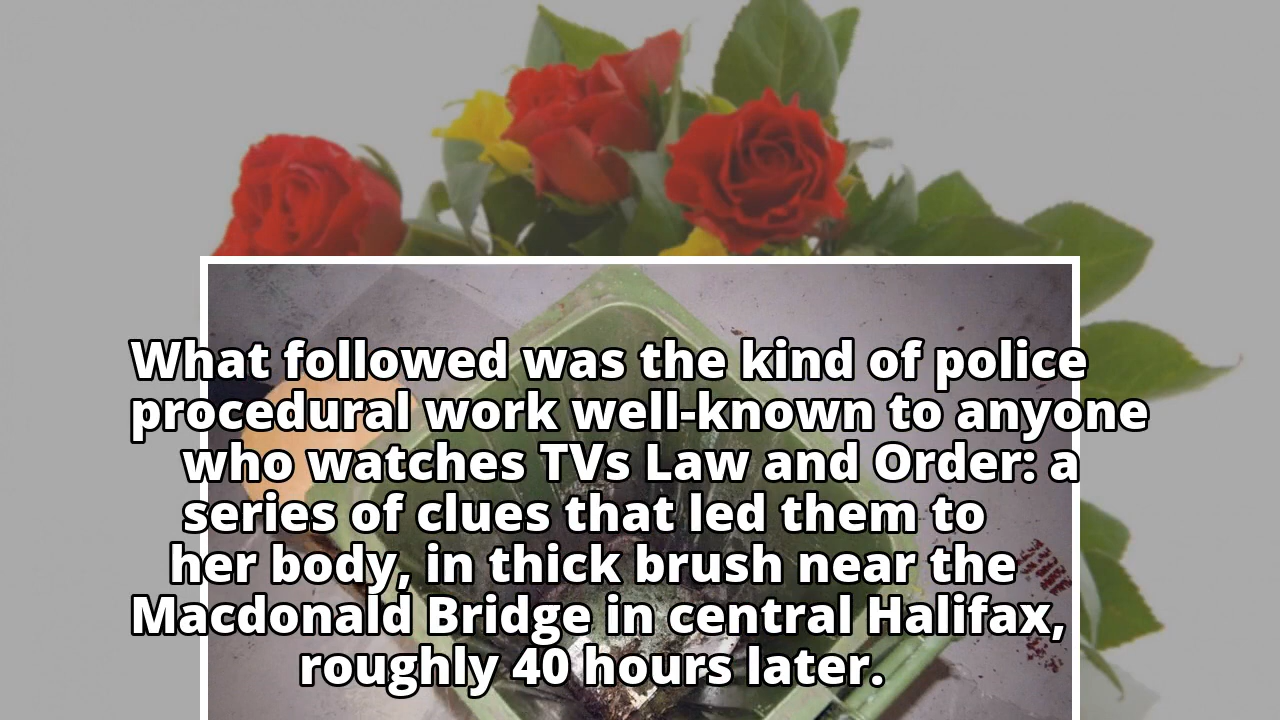 What followed was the kind of police
procedural work well-known to anyone
who watches TVs Law and Order: a
series of clues that led them to
her body, in thick brush near the
Macdonald Bridge in central Halifax,
roughly 40 hours later.